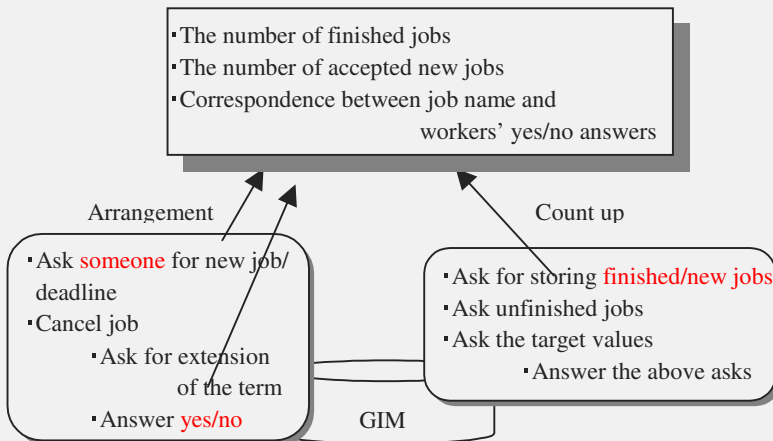 ▪The number of finished jobs
▪The number of accepted new jobs
▪Correspondence between job name and
workers’ yes/no answers
Arrangement
Count up
▪Ask someone for new job/
deadline
▪Cancel job
▪Ask for extension
of the term
▪Answer yes/no
▪Ask for storing finished/new jobs
▪Ask unfinished jobs
▪Ask the target values
▪Answer the above asks
GIM